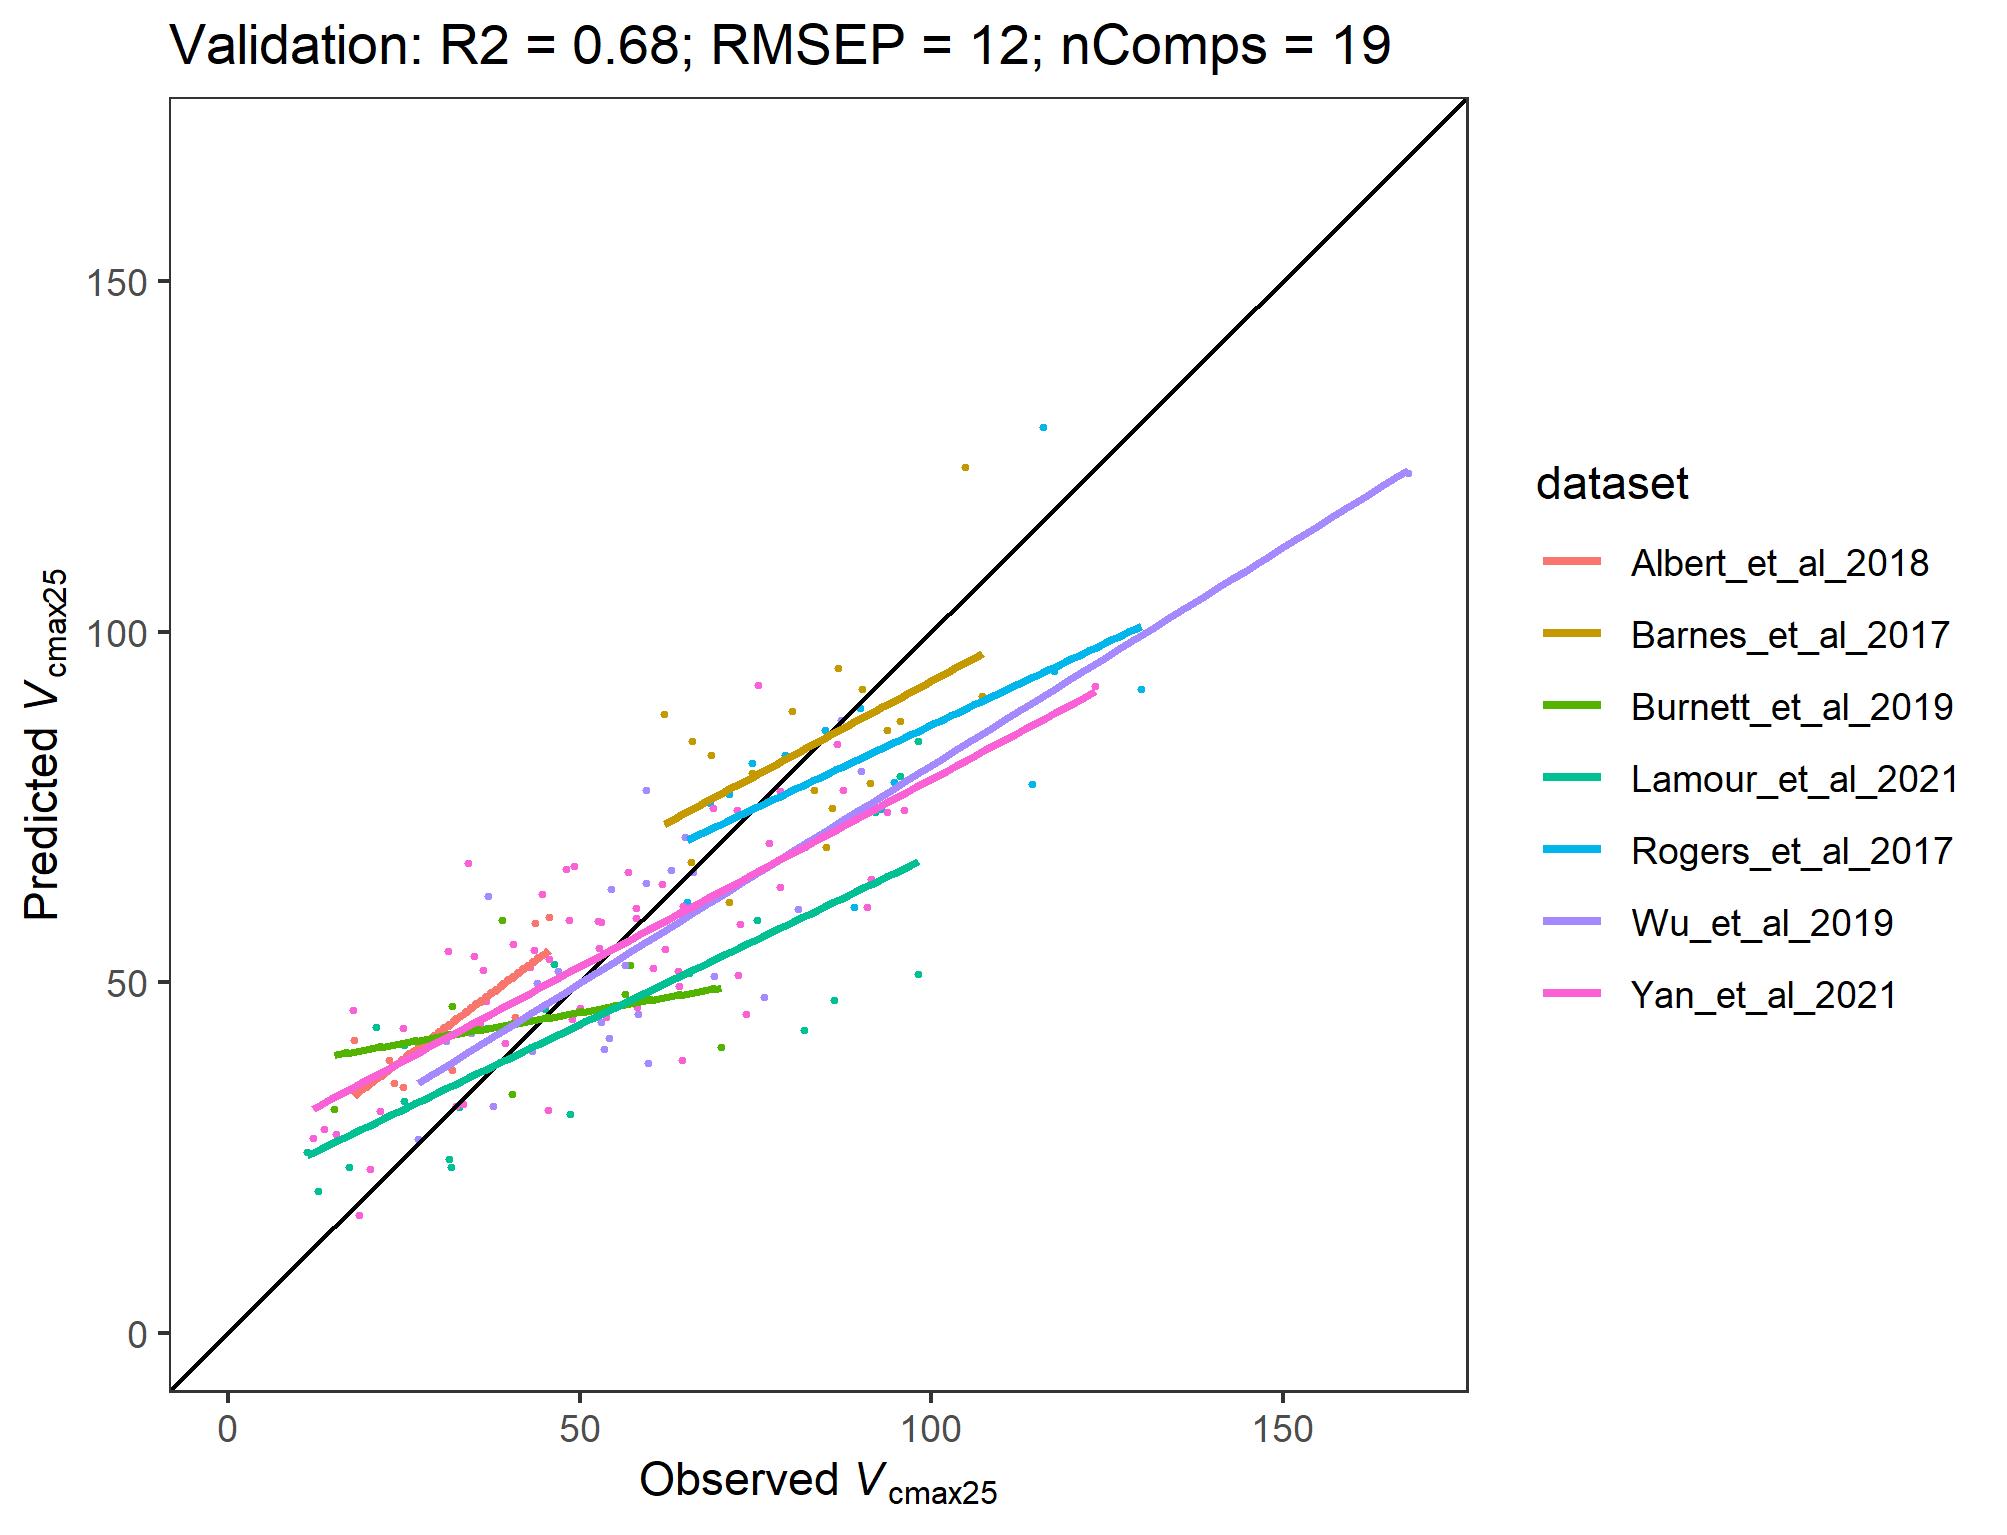 Validation: R2 = 0.68; RMSEP = 12; nComps = 19
150
100
50
0
Predicted Vcmax25
0 50 100 150
Observed Vcmax25
dataset
Albert_et_al_2018
Barnes_et_al_2017
Burnett_et_al_2019
Lamour_et_al_2021
Rogers_et_al_2017
Wu_et_al_2019
Yan_et_al_2021